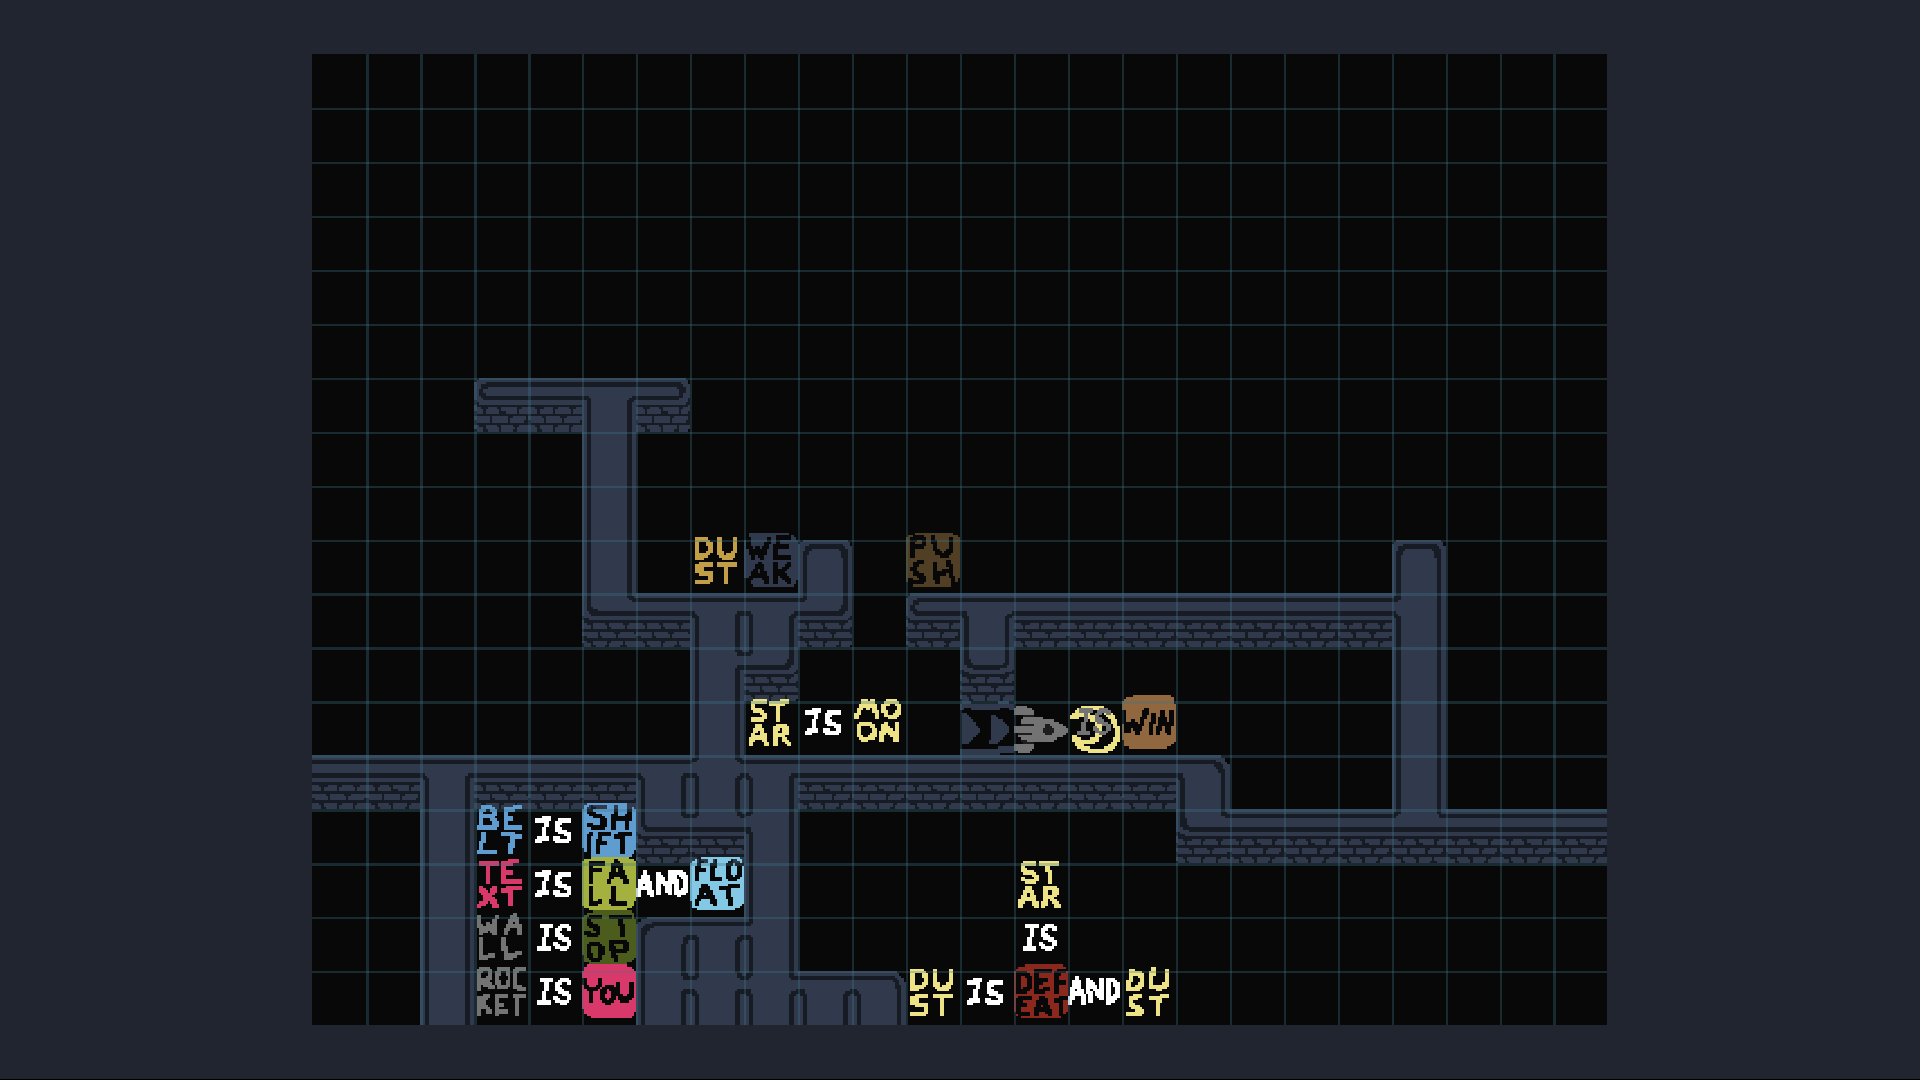 DUST WEAK PUSH
STAR IS MOON IS WIN
BELT IS SHIFT
TEXT IS FALL AND FLOAT
STAR
WALL IS STOP IS
ROCKET IS YOU DUST IS DEFEAT AND DUST